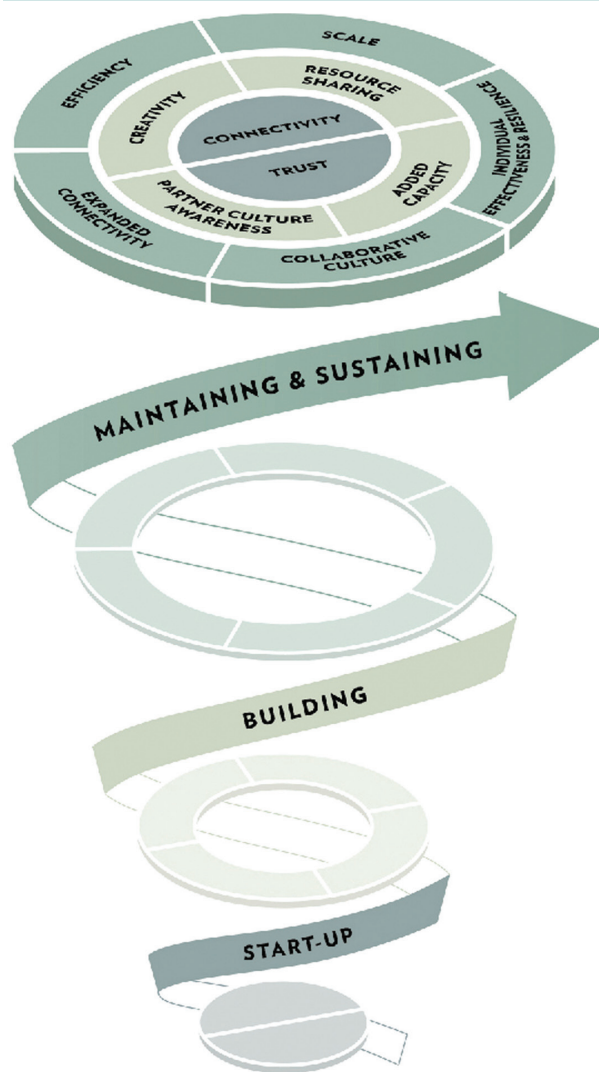 SCALE
EFFICIENCY
CREATIVITY
RESOURCE
SHARING
INDIVIDUAL
EFFECTIVENESS & RESILIENCE
CONNECTIVITY
TRUST
ADDED
CAPACITY
PARTNER CULTURE
AWARENESS
EXPANDED
CONNECTIVITY
COLLABORATIVE
CULTURE
MAINTAINING & SUSTAINING
BUILDING
START-UP